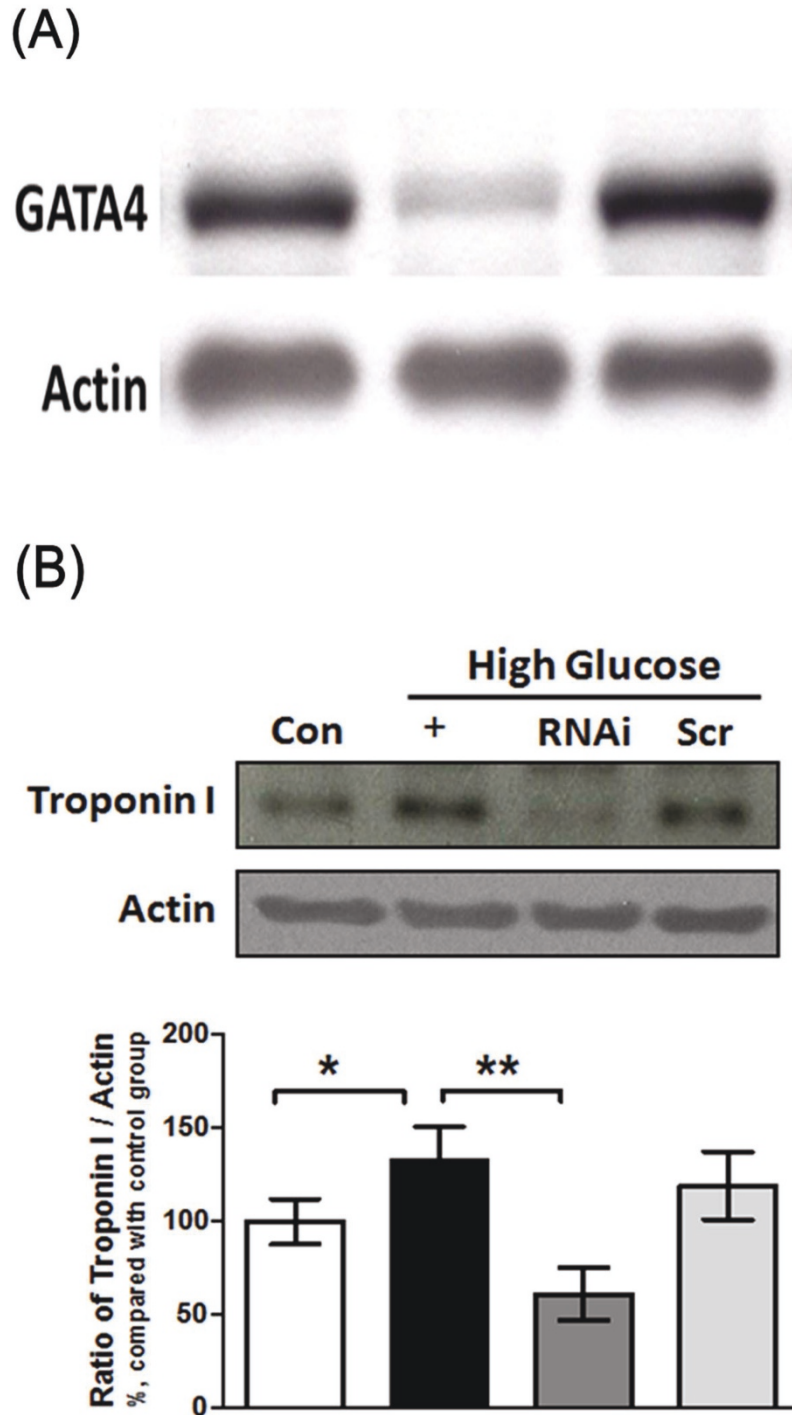 (A)
GATA4
Actin
(B)
High Glucose
Con + RNAi Scr
Troponin I
Actin
Ratio of Troponin I / Actin
%, compared with control group
200
150
100
50
0
* **